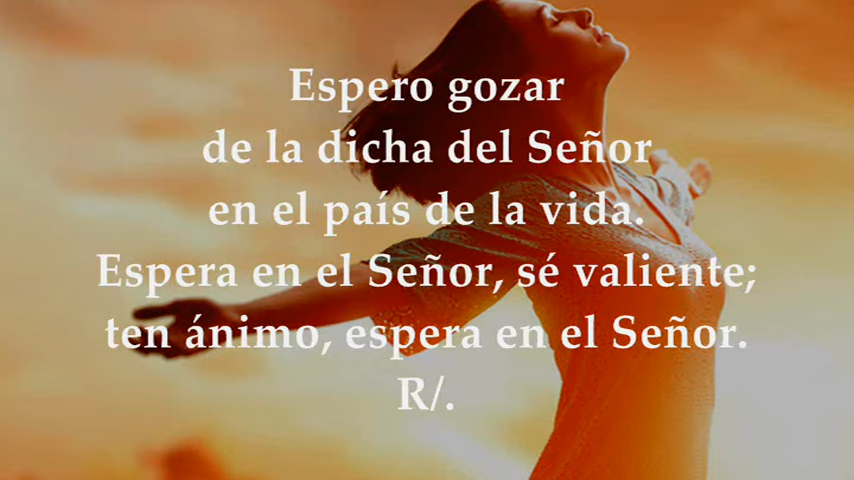 Espero gozar
de la dicha del Señor
en el país de la vida.
Espera en el Señor, sé valiente;
ten ánimo, espera en el Señor.
R/.